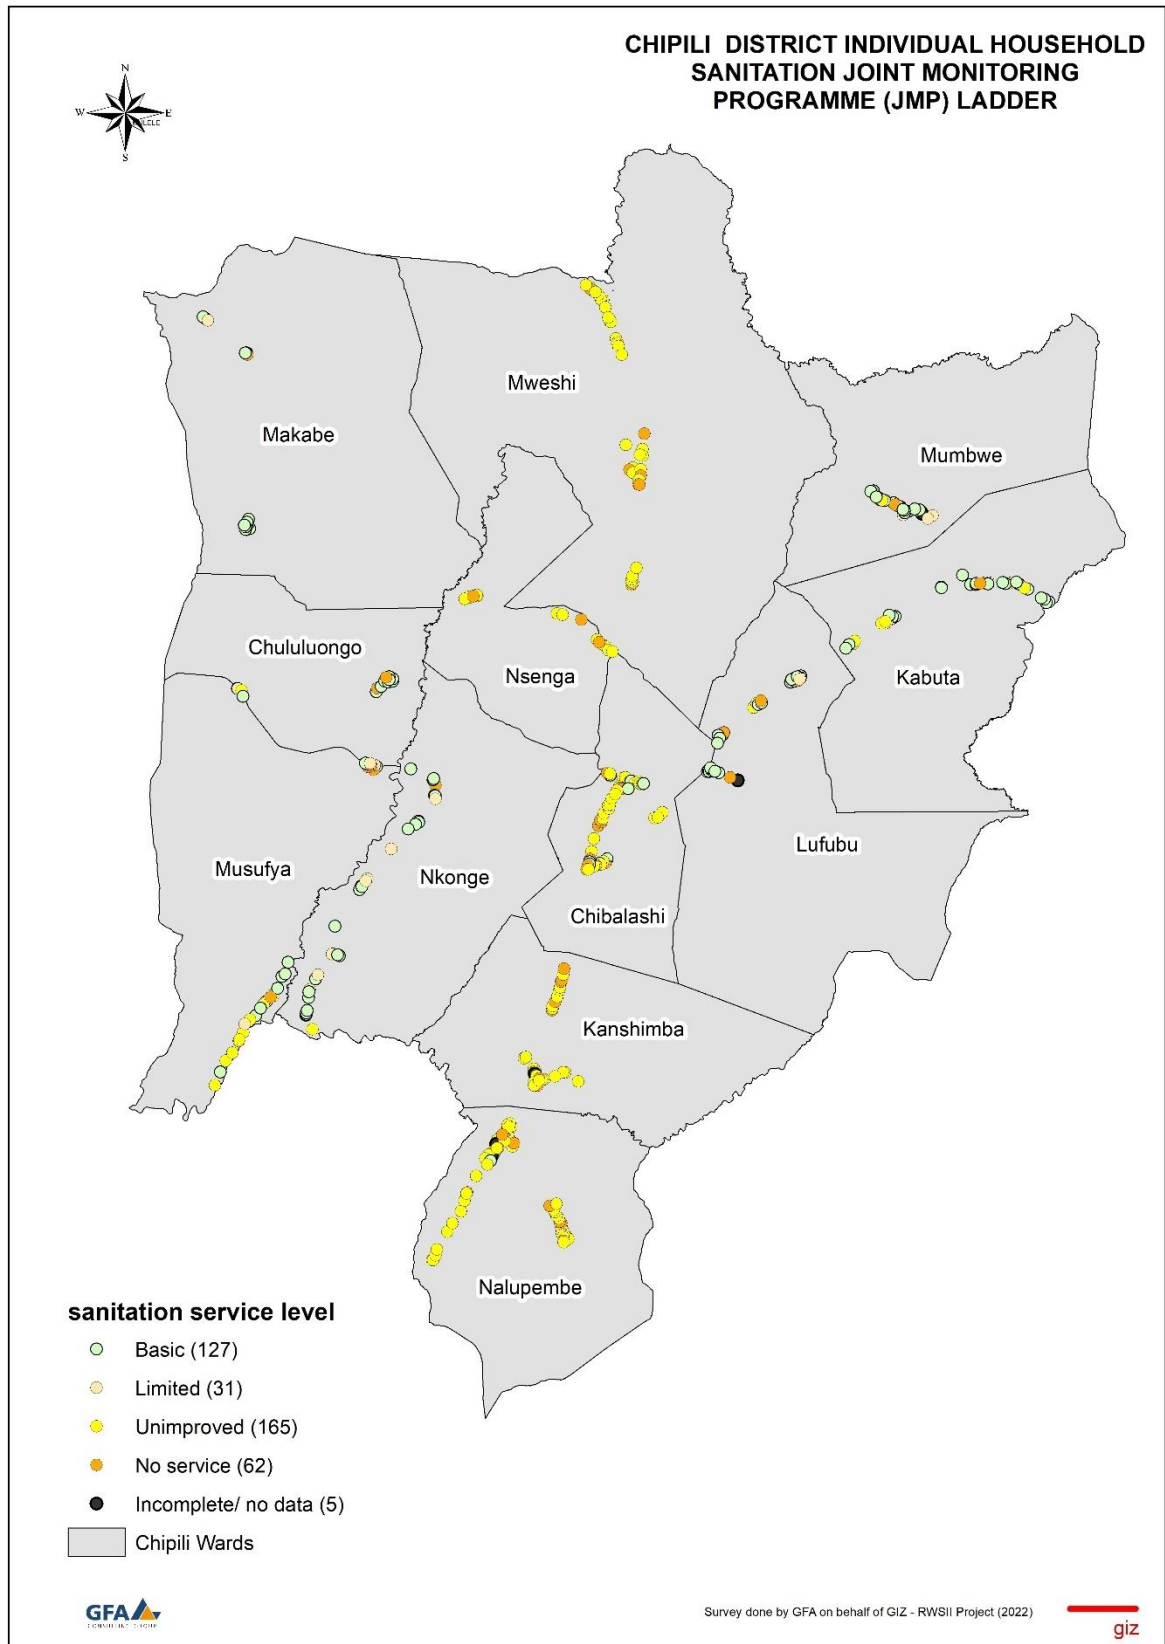 CHIPILI DISTRICT INDIVIDUAL HOUSEHOLD
SANITATION JOINT MONITORING
PROGRAMME (JMP) LADDER
N
W
E
S
Mweshi
Makabe
Mumbwe
Chululuongo
Nsenga
Kabuta
Lufubu
Musufya
Nkonge
Chibalashi
Kanshimba
Nalupembe
sanitation service level
Basic (127)
Limited (31)
Unimproved (165)
No service (62)
Incomplete/ no data (5)
Chipili Wards
GFA
CONSULTING GROUP
Survey done by GFA on behalf of GIZ - RWSII Project (2022)
giz